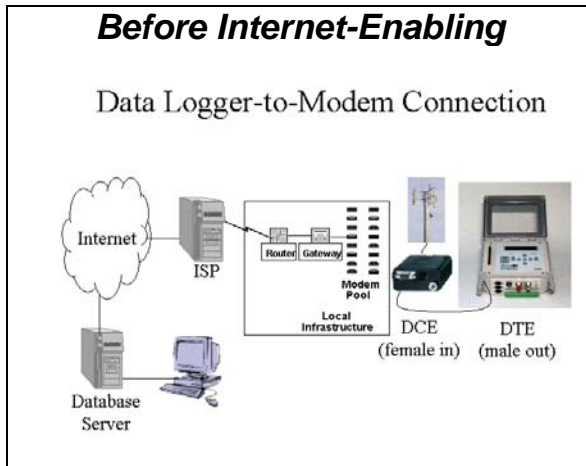 Before Internet-Enabling
Data Logger-to-Modem Connection
Internet
ISP
Router
Gateway
Modem
Pool
Local
Infrastructure
DCE
(female in)
DTE
(male out)
Database
Server